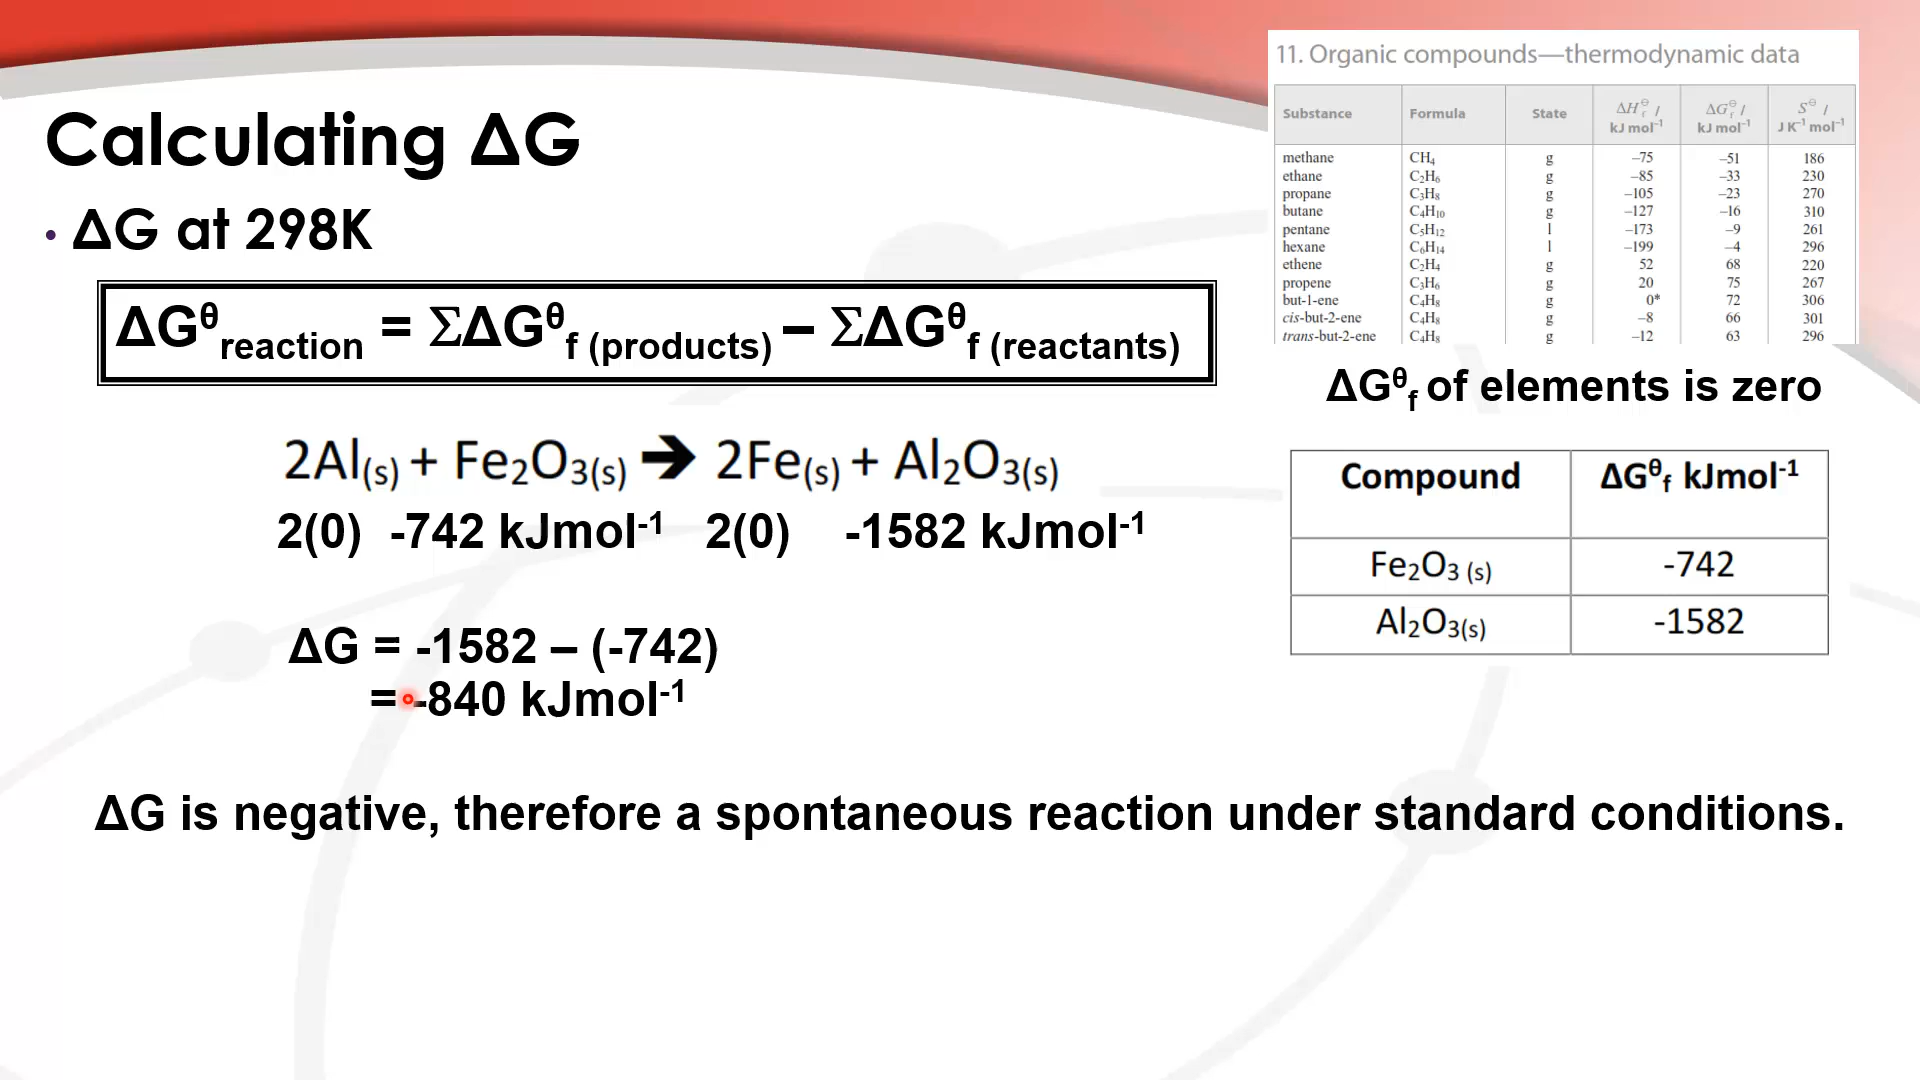 Calculating ΔG
• ΔG at 298K
ΔGᶿreaction = ΣΔGᶿf (products) – ΣΔGᶿf (reactants)
2Al(s) + Fe₂O₃(s) 🡺 2Fe(s) + Al₂O₃(s)
2(0) -742 kJmol⁻¹ 2(0) -1582 kJmol⁻¹
ΔG = -1582 – (-742)
= -840 kJmol⁻¹
ΔG is negative, therefore a spontaneous reaction under standard conditions.
11. Organic compounds—thermodynamic data
Substance Formula State ΔHf⊖ / kJ mol⁻¹ ΔGf⊖ / kJ mol⁻¹ S⊖ / J K⁻¹ mol⁻¹
methane CH₄ g –75 –51 186
ethane C₂H₆ g –85 –33 230
propane C₃H₈ g –105 –23 270
butane C₄H₁₀ g –127 –16 310
pentane C₅H₁₂ l –173 –9 261
hexane C₆H₁₄ l –199 –4 296
ethene C₂H₄ g 52 68 220
propene C₃H₆ g 20 75 267
but-1-ene C₄H₈ g 0* 72 306
cis-but-2-ene C₄H₈ g –8 66 301
trans-but-2-ene C₄H₈ g –12 63 296
ΔGᶿf of elements is zero
Compound ΔGᶿf kJmol⁻¹
Fe₂O₃ (s) -742
Al₂O₃(s) -1582